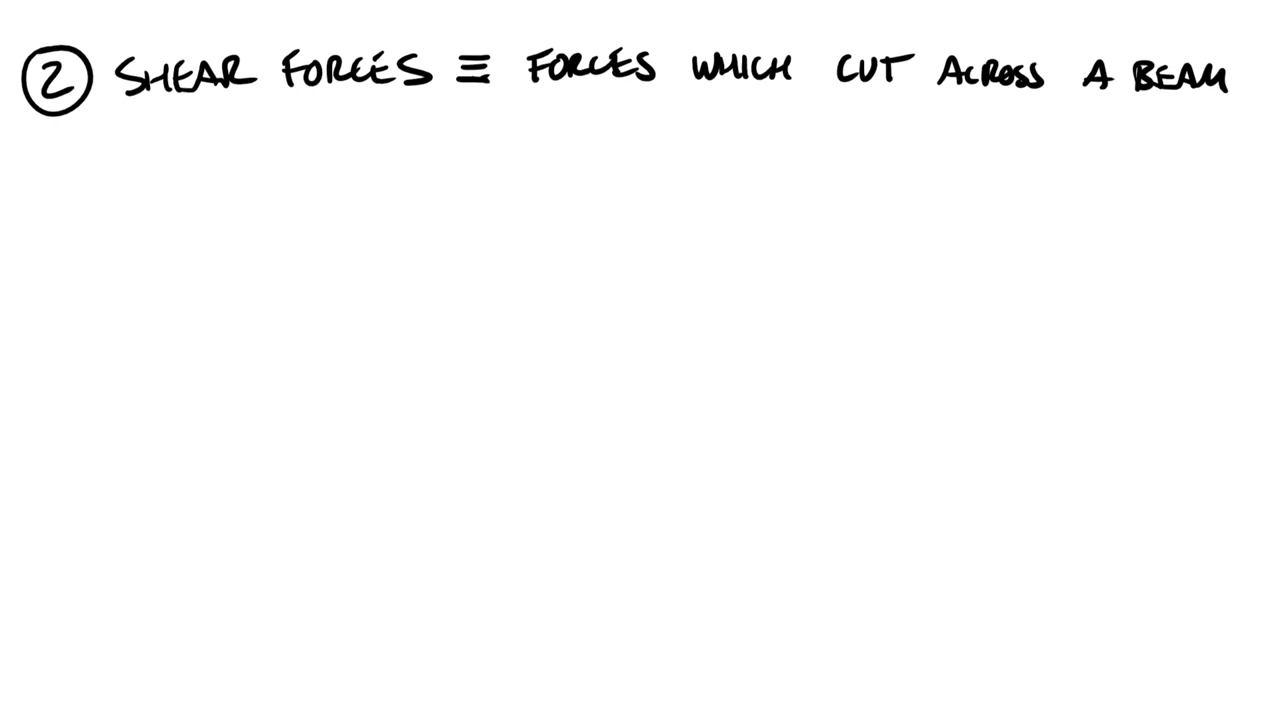 ② SHEAR FORCES ≡ FORCES WHICH CUT ACROSS A BEAM